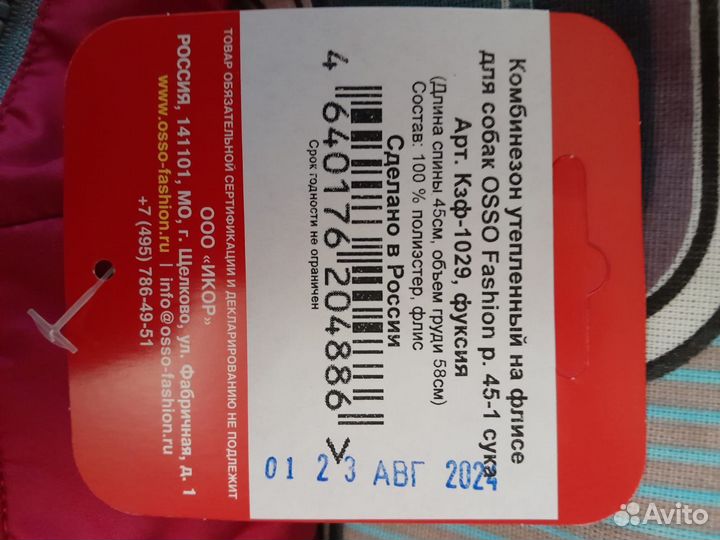 Комбинезон утепленный на флисе
для собак OSSO Fashion р. 45-1 сука
Арт. Кзф-1029, фуксия
(Длина спины 45см, объем груди 58см)
Состав: 100 % полиэстер, флис
Сделано в России
4 640176 204886 >
Срок годности не ограничен
01 23 АВГ 2024
ТОВАР ОБЯЗАТЕЛЬНОЙ СЕРТИФИКАЦИИ И ДЕКЛАРИРОВАНИЮ НЕ ПОДЛЕЖИТ
ООО «ИКОР»
РОССИЯ, 141101, МО, г. Щелково, ул. Фабричная, д. 1
www.osso-fashion.ru | info@osso-fashion.ru
+7 (495) 786-49-51
Avito